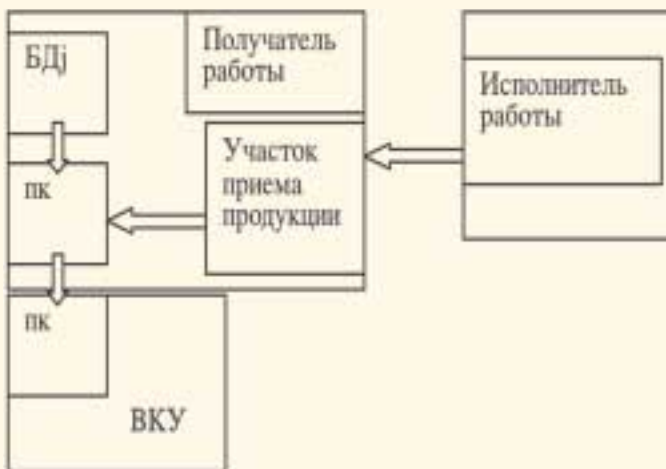 БДj
Получатель
работы
Исполнитель
работы
Участок
приема
продукции
пк
пк
ВКУ